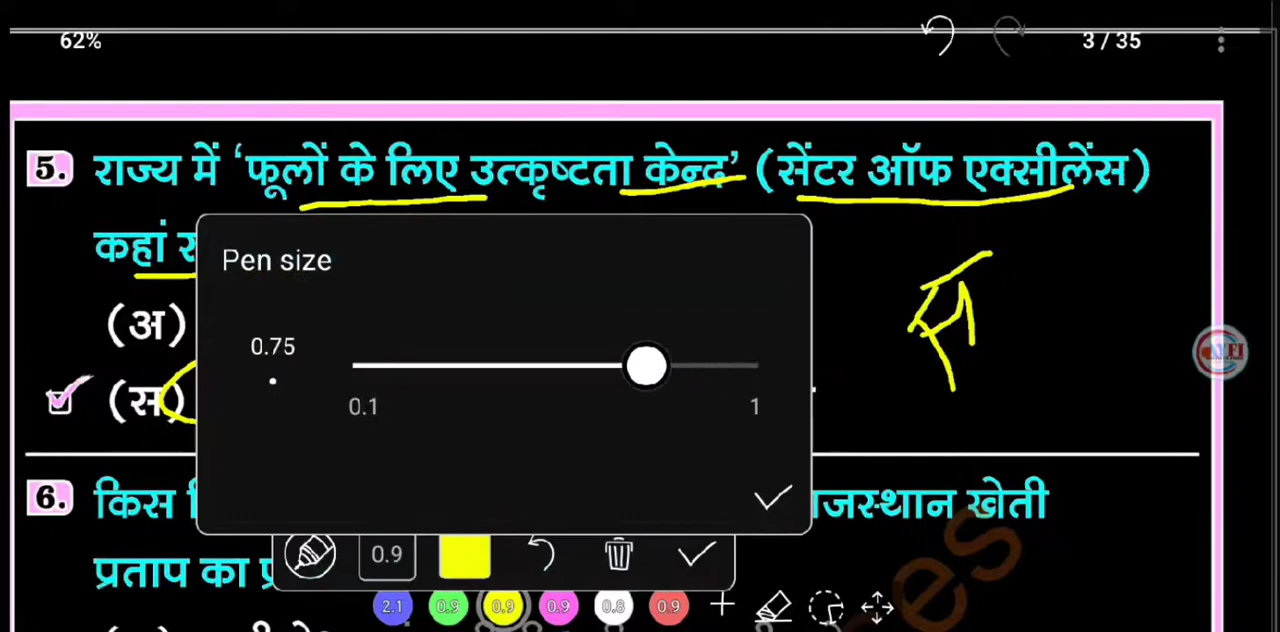 62%
3 / 35
5. राज्य में ‘फूलों के लिए उत्कृष्टता केन्द्र’ (सेंटर ऑफ एक्सीलेंस)
कहां
Pen size
(अ)
0.75
0.1
1
(स)
6. किस
राजस्थान खेती
प्रताप का
0.9
2.1 0.9 0.9 0.9 0.8 0.9
es